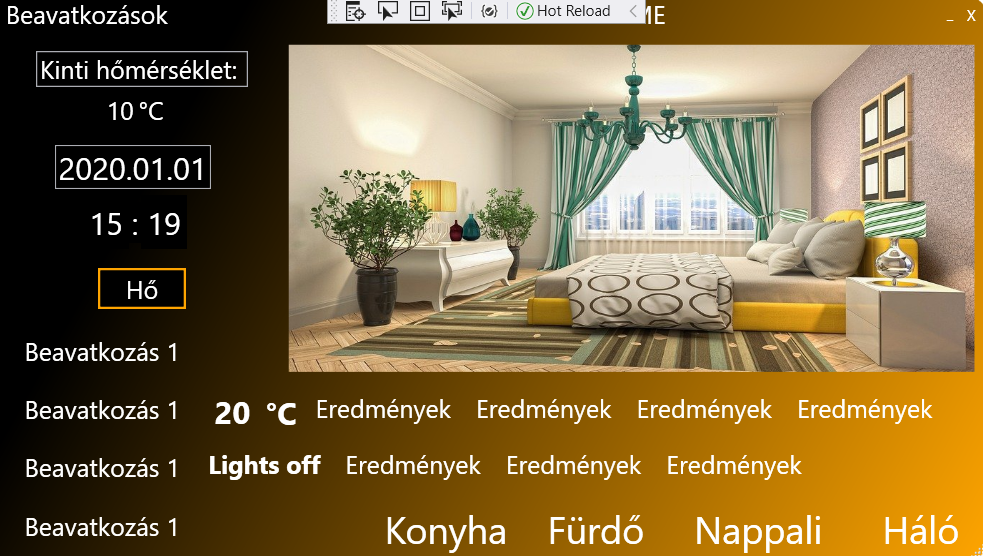 Beavatkozások
Hot Reload
ME
_ X
Kinti hőmérséklet:
10 °C
2020.01.01
15 : 19
Hő
Beavatkozás 1
Beavatkozás 1
20 °C Eredmények Eredmények Eredmények Eredmények
Beavatkozás 1
Lights off Eredmények Eredmények Eredmények
Beavatkozás 1
Konyha Fürdő Nappali Háló